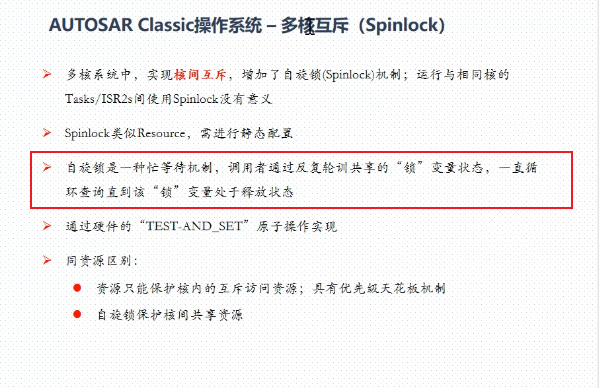 AUTOSAR Classic操作系统 – 多核互斥（Spinlock）
多核系统中，实现核间互斥，增加了自旋锁(Spinlock)机制；运行与相同核的
Tasks/ISR2s间使用Spinlock没有意义
Spinlock类似Resource，需进行静态配置
自旋锁是一种忙等待机制，调用者通过反复轮训共享的“锁”变量状态，一直循
环查询直到该“锁”变量处于释放状态
通过硬件的“TEST-AND_SET”原子操作实现
同资源区别：
资源只能保护核内的互斥访问资源；具有优先级天花板机制
自旋锁保护核间共享资源